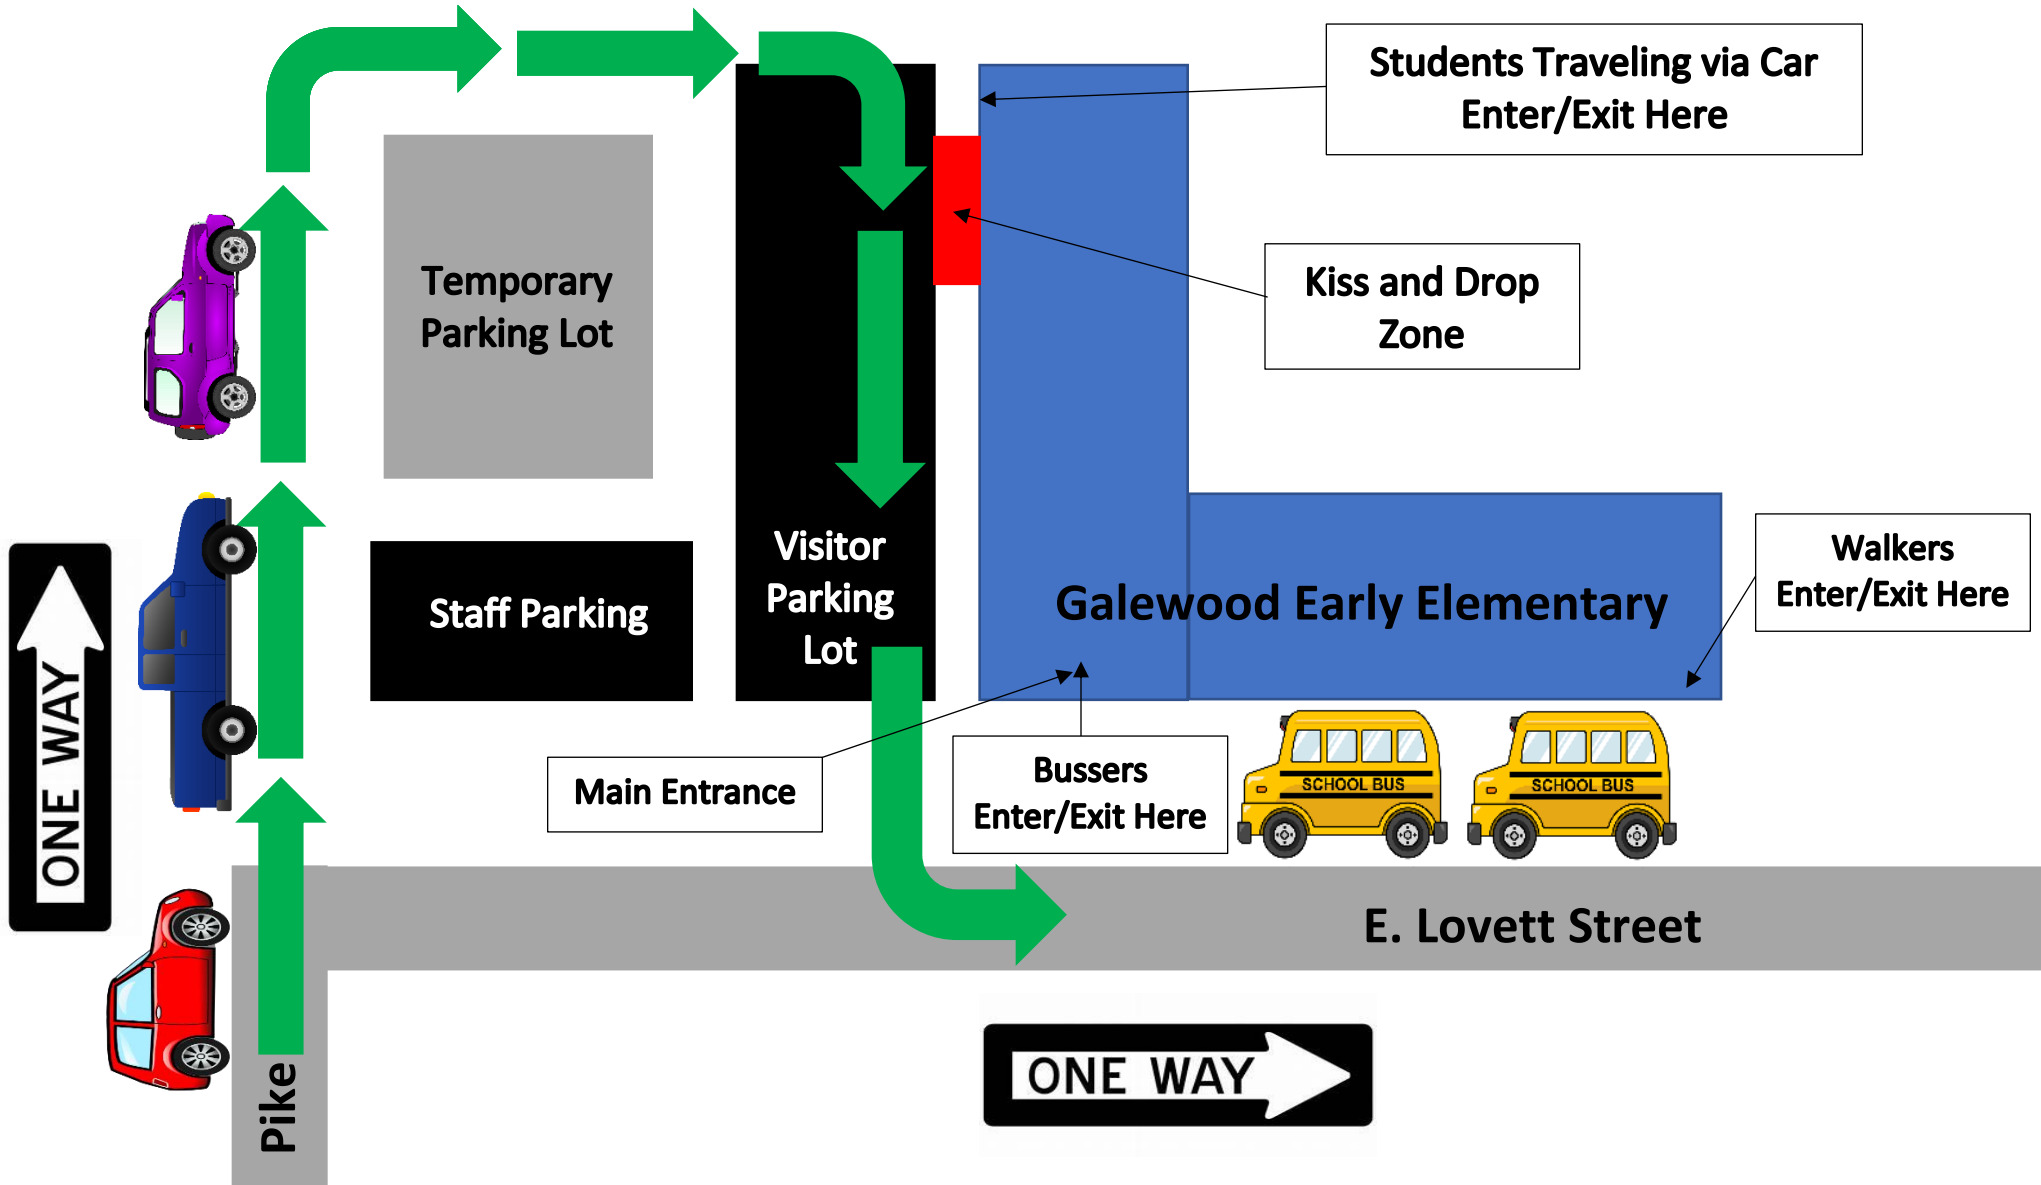 Students Traveling via Car
Enter/Exit Here
Temporary
Parking Lot
Kiss and Drop
Zone
Visitor
Parking
Lot
Staff Parking
Galewood Early Elementary
Walkers
Enter/Exit Here
ONE WAY
Main Entrance
Bussers
Enter/Exit Here
SCHOOL BUS
SCHOOL BUS
E. Lovett Street
Pike
ONE WAY